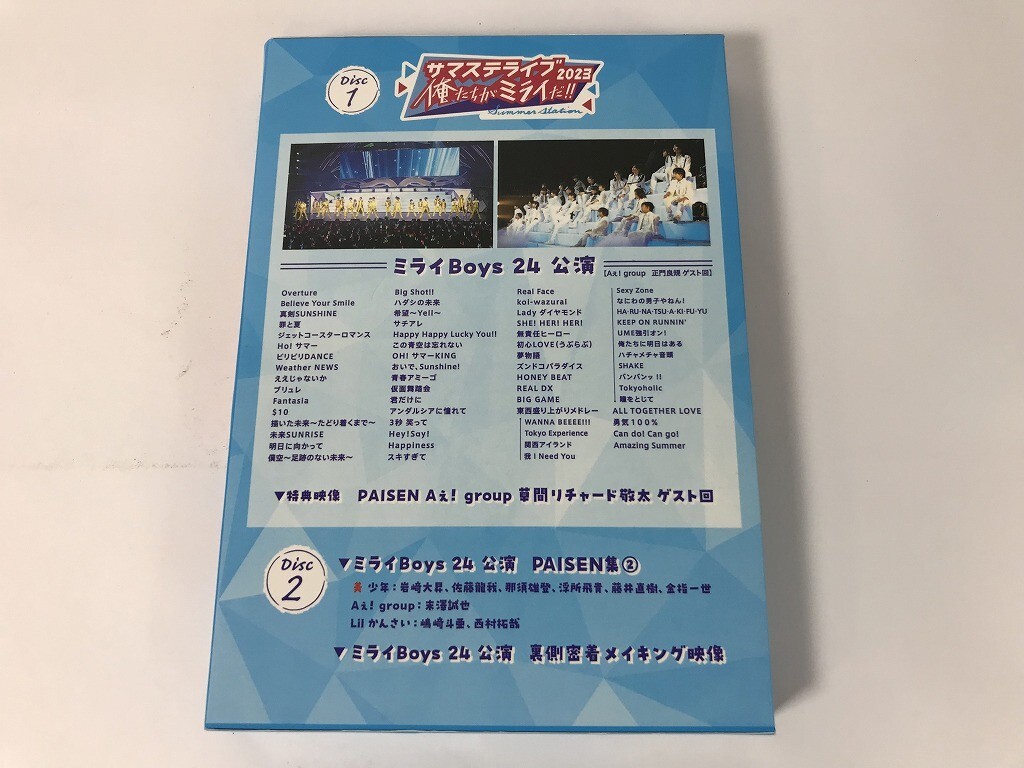 Disc 1
サマステライブ 2023
俺たちがミライだ!!
Summer Station
ミライBoys 24 公演
【Aぇ! group 正門良規 ゲスト回】
Overture
Believe Your Smile
真剣SUNSHINE
罪と夏
ジェットコースターロマンス
Ho! サマー
ビリビリDANCE
Weather NEWS
ええじゃないか
ブリュレ
Fantasia
$10
描いた未来～たどり着くまで～
未来SUNRISE
明日に向かって
僕空～足跡のない未来～
Big Shot!!
ハダシの未来
希望～Yell～
サチアレ
Happy Happy Lucky You!!
この青空は忘れない
OH! サマーKING
おいで、Sunshine!
青春アミーゴ
仮面舞踏会
君だけに
アンダルシアに憧れて
3秒 笑って
Hey!Say!
Happiness
スキすぎて
Real Face
koi-wazurai
Lady ダイヤモンド
SHE! HER! HER!
無責任ヒーロー
初心LOVE(うぶらぶ)
夢物語
ズンドコパラダイス
HONEY BEAT
REAL DX
BIG GAME
東西盛り上がりメドレー
WANNA BEEEE!!!
Tokyo Experience
関西アイランド
我 I Need You
Sexy Zone
なにわの男子やねん!
HA・RU・NA・TSU・A・KI・FU・YU
KEEP ON RUNNIN'
UME強引オン!
俺たちに明日はある
ハチャメチャ音頭
SHAKE
バンバンッ!!
Tokyoholic
瞳をとじて
ALL TOGETHER LOVE
勇気100%
Can do! Can go!
Amazing Summer
▼特典映像 PAISEN Aぇ! group 草間リチャード敬太 ゲスト回
Disc 2
▼ミライBoys 24 公演 PAISEN集②
美 少年:岩﨑大昇、佐藤龍我、那須雄登、浮所飛貴、藤井直樹、金指一世
Aぇ! group:末澤誠也
Lil かんさい:嶋﨑斗亜、西村拓哉
▼ミライBoys 24 公演 裏側密着メイキング映像